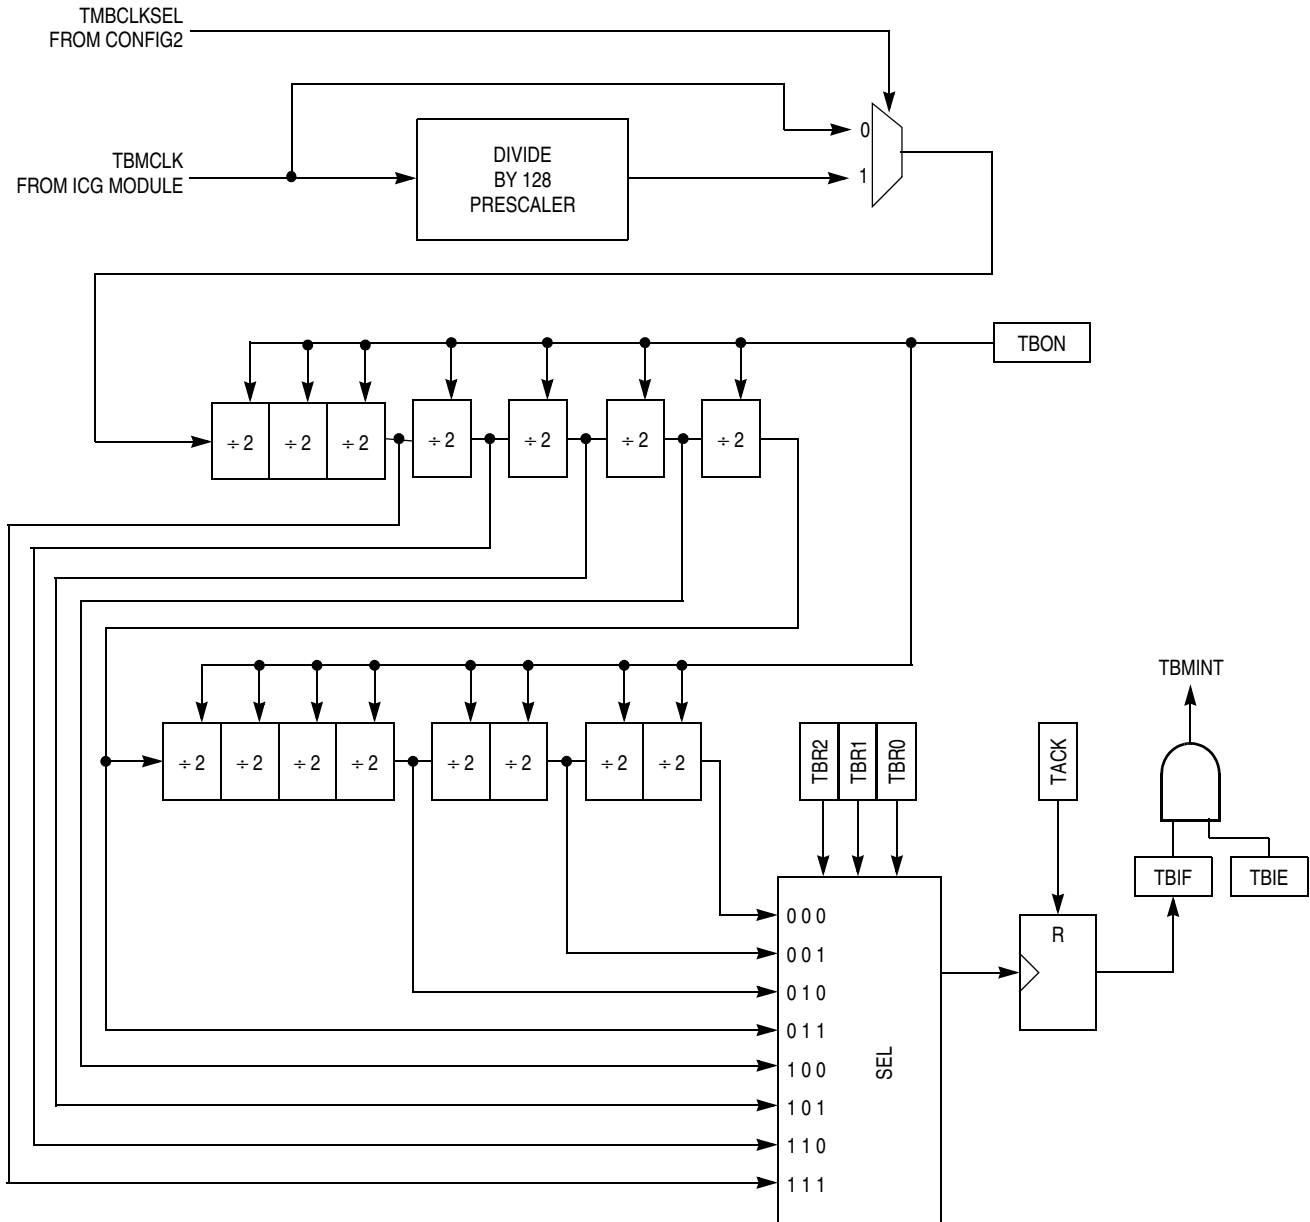 TMBCLKSEL
FROM CONFIG2
0
TBMCLK
FROM ICG MODULE
DIVIDE
BY 128
PRESCALER
1
TBON
÷ 2 ÷ 2 ÷ 2 ÷ 2 ÷ 2 ÷ 2 ÷ 2
TBMINT
÷ 2 ÷ 2 ÷ 2 ÷ 2 ÷ 2 ÷ 2 ÷ 2 ÷ 2
TBR2
TBR1
TBR0
TACK
TBIF
TBIE
0 0 0
R
0 0 1
0 1 0
0 1 1
1 0 0
SEL
1 0 1
1 1 0
1 1 1